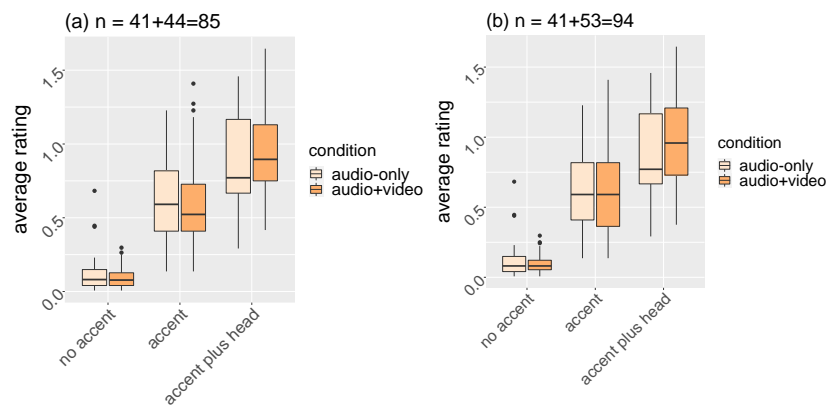 (a) n = 41+44=85
average rating
0.0
0.5
1.0
1.5
no accent
accent
accent plus head
condition
audio-only
audio+video
(b) n = 41+53=94
average rating
0.0
0.5
1.0
1.5
no accent
accent
accent plus head
condition
audio-only
audio+video